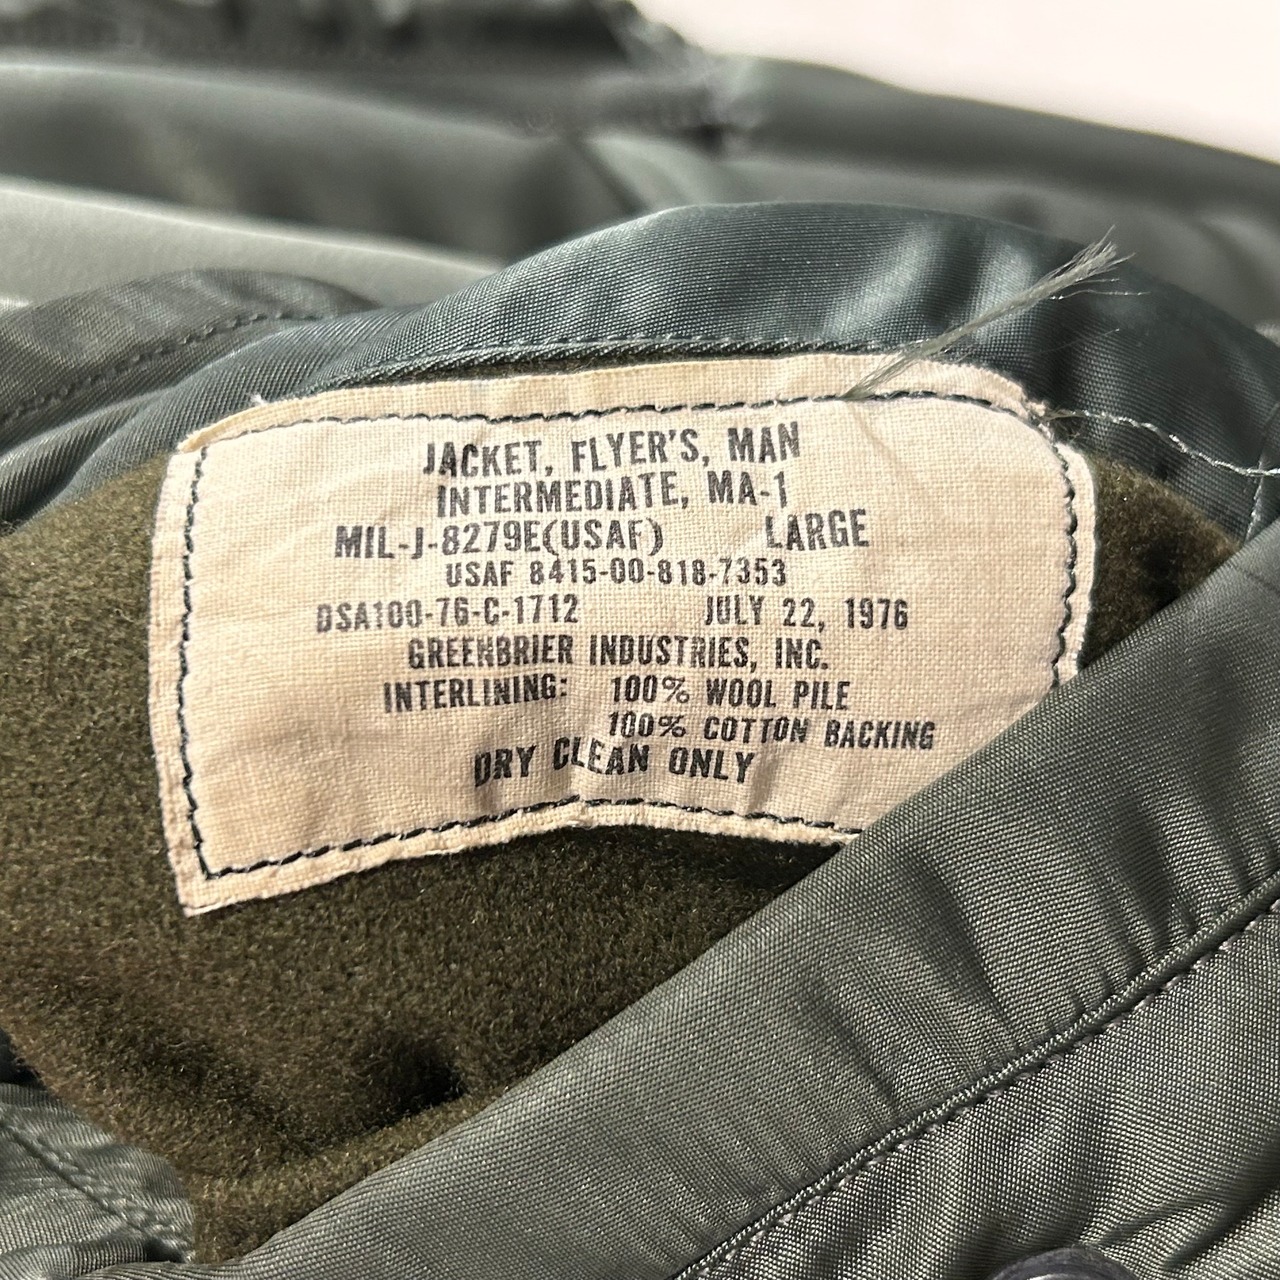 JACKET, FLYER'S, MAN
INTERMEDIATE, MA-1
MIL-J-8279E(USAF) LARGE
USAF 8415-00-818-7353
DSA100-76-C-1712 JULY 22, 1976
GREENBRIER INDUSTRIES, INC.
INTERLINING: 100% WOOL PILE
100% COTTON BACKING
DRY CLEAN ONLY